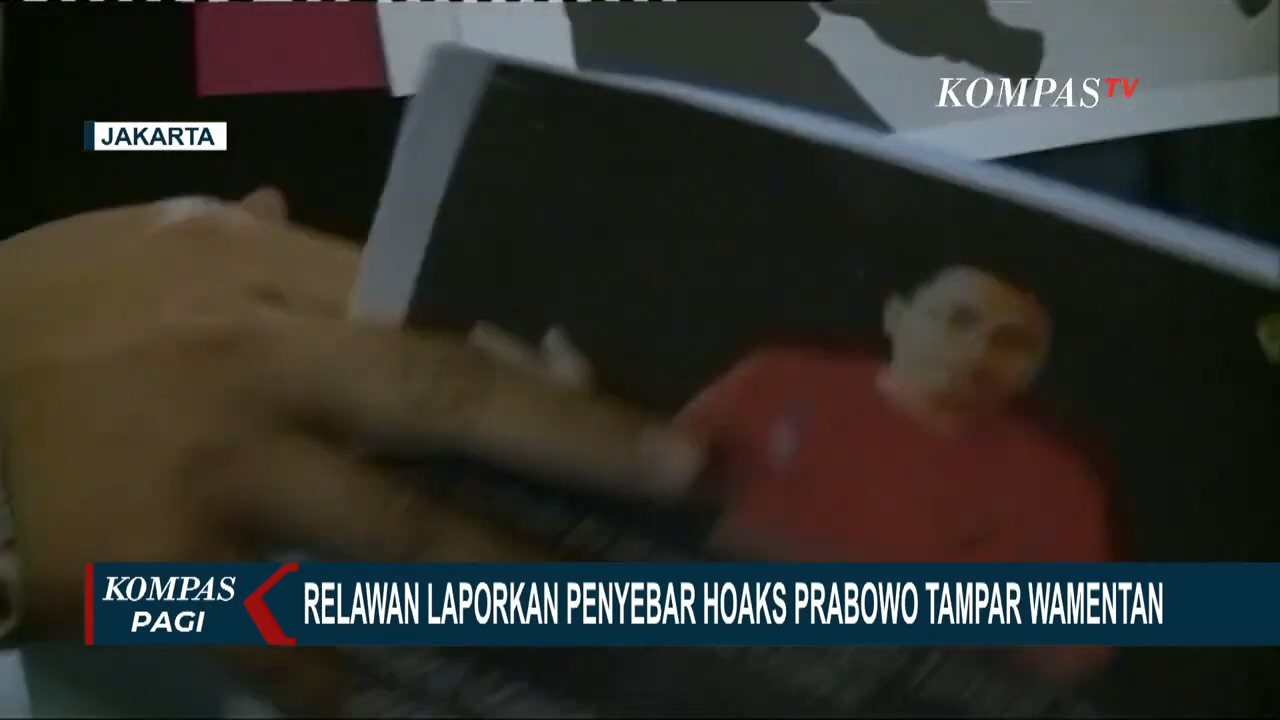 KOMPASTV
JAKARTA
KOMPAS
PAGI
RELAWAN LAPORKAN PENYEBAR HOAKS PRABOWO TAMPAR WAMENTAN